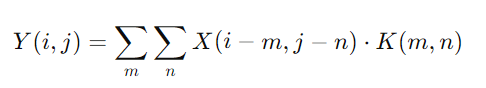 Y(i, j) = ∑_m ∑_n X(i − m, j − n) · K(m, n)